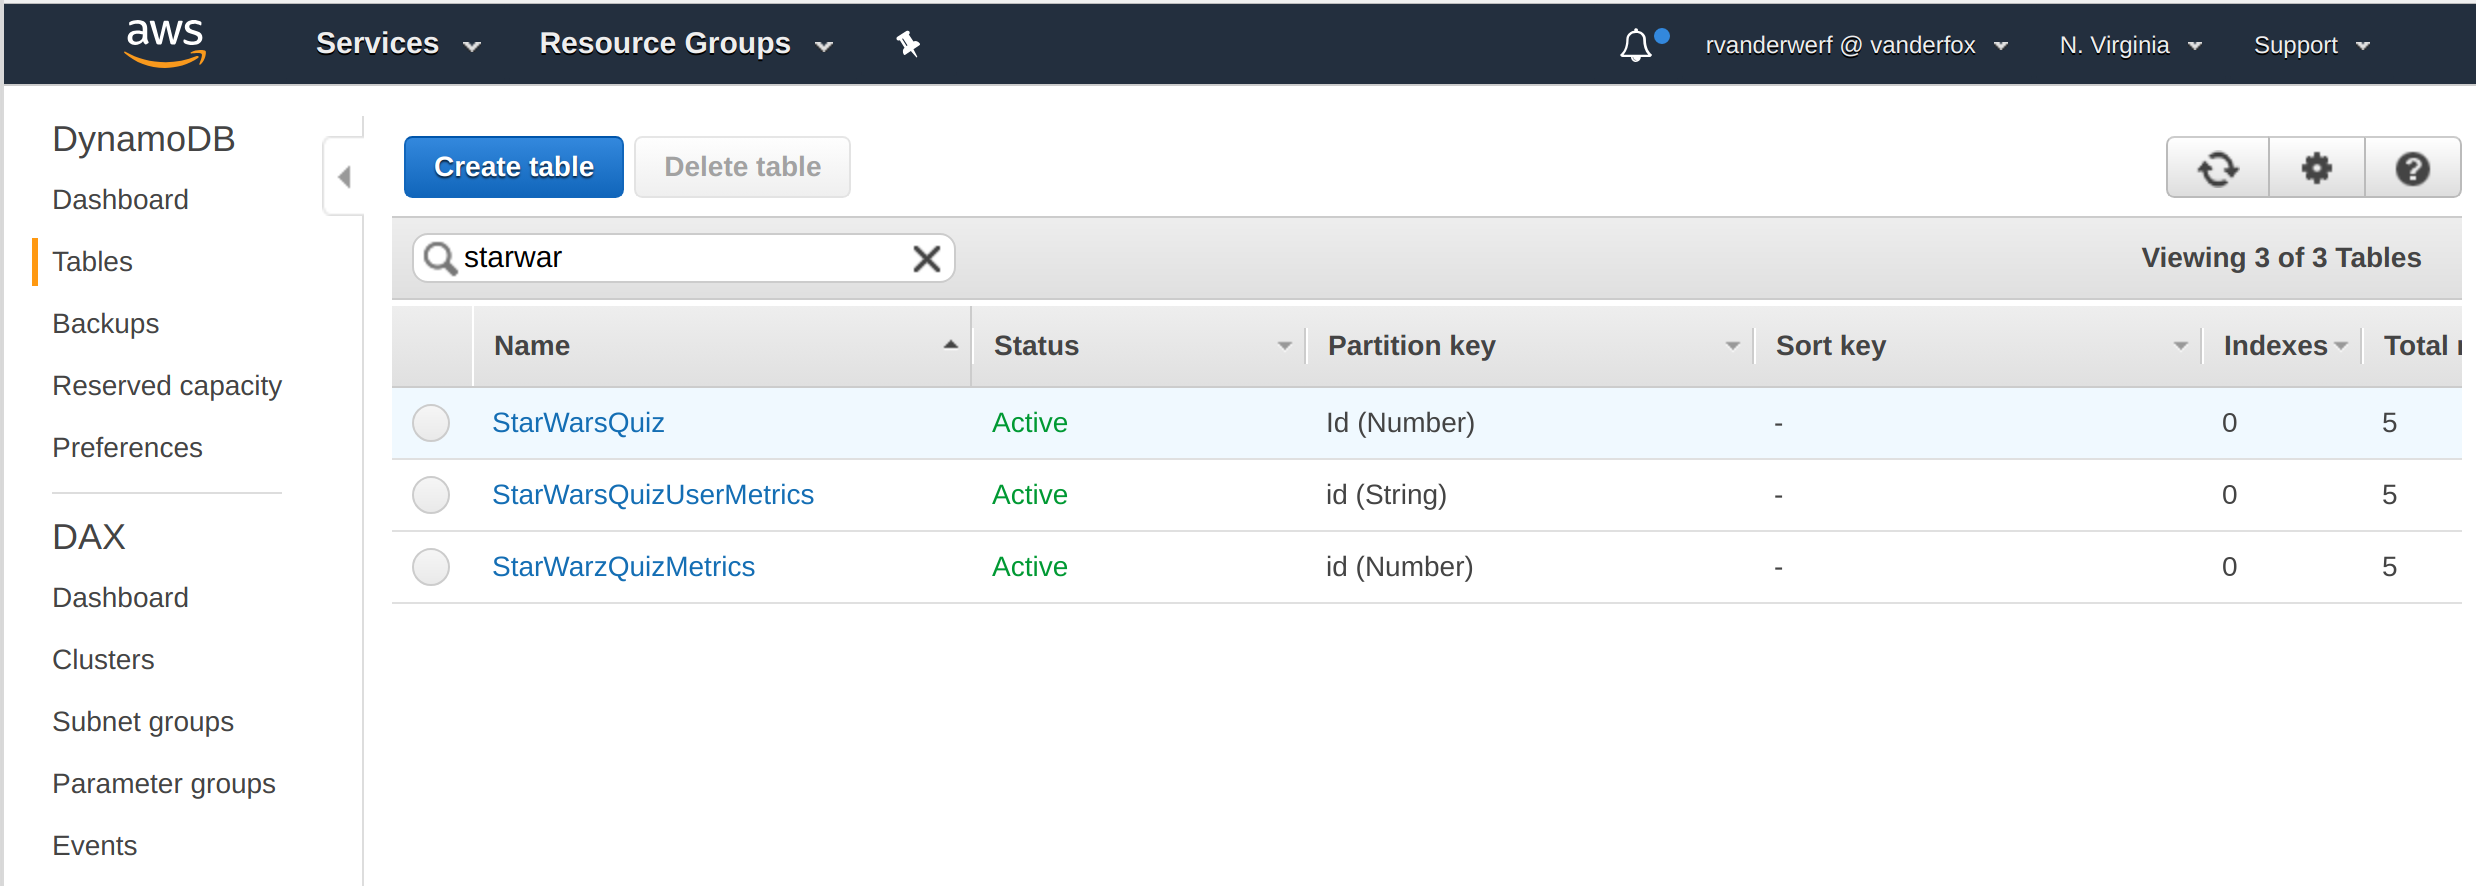 aws Services Resource Groups rvanderwerf @ vanderfox N. Virginia Support
DynamoDB
Dashboard
Tables
Backups
Reserved capacity
Preferences
DAX
Dashboard
Clusters
Subnet groups
Parameter groups
Events
Create table Delete table
starwar Viewing 3 of 3 Tables
Name Status Partition key Sort key Indexes Total
StarWarsQuiz Active Id (Number) - 0 5
StarWarsQuizUserMetrics Active id (String) - 0 5
StarWarzQuizMetrics Active id (Number) - 0 5